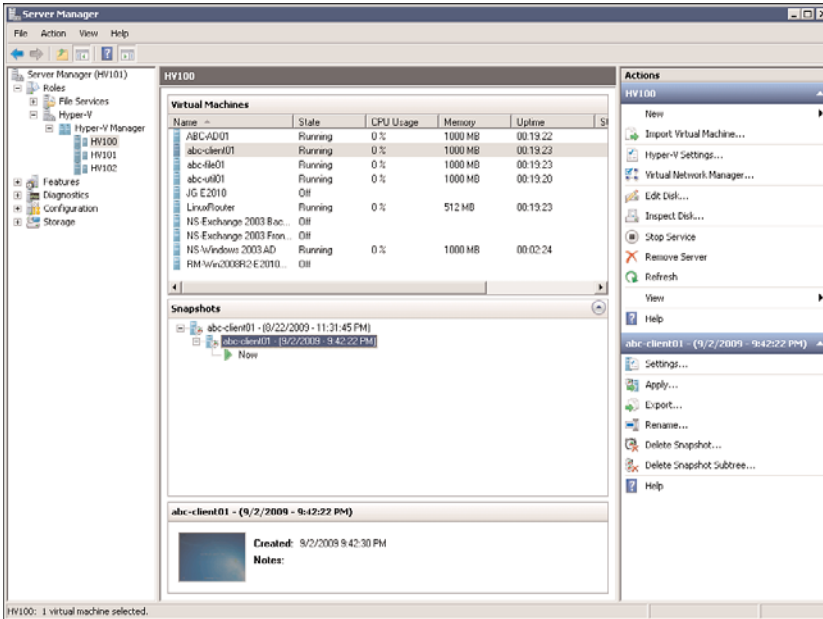 Server Manager
File Action View Help
Server Manager (HV101)
Roles
File Services
Hyper-V
Hyper-V Manager
HV100
HV101
HV102
Features
Diagnostics
Configuration
Storage
HV100
Virtual Machines
Name State CPU Usage Memory Uptime
ABC-AD01 Running 0 % 1000 MB 00:19:22
abc-client01 Running 0 % 1000 MB 00:19:23
abc-file01 Running 0 % 1000 MB 00:19:23
abc-util01 Running 0 % 1000 MB 00:19:20
JG E2010 Off
LinuxRouter Running 0 % 512 MB 00:19:23
NS-Exchange 2003 Bac... Off
NS-Exchange 2003 Fron... Off
NS-Windows 2003 AD Running 0 % 1000 MB 00:02:24
RM-Win2008R2-E2010... Off
Snapshots
abc-client01 - (8/22/2009 - 11:31:45 PM)
abc-client01 - (9/2/2009 - 9:42:22 PM)
Now
abc-client01 - (9/2/2009 - 9:42:22 PM)
Created: 9/2/2009 9:42:30 PM
Notes:
Actions
HV100
New
Import Virtual Machine...
Hyper-V Settings...
Virtual Network Manager...
Edit Disk...
Inspect Disk...
Stop Service
Remove Server
Refresh
View
Help
abc-client01 - (9/2/2009 - 9:42:22 PM)
Settings...
Apply...
Export...
Rename...
Delete Snapshot...
Delete Snapshot Subtree...
Help
HV100: 1 virtual machine selected.